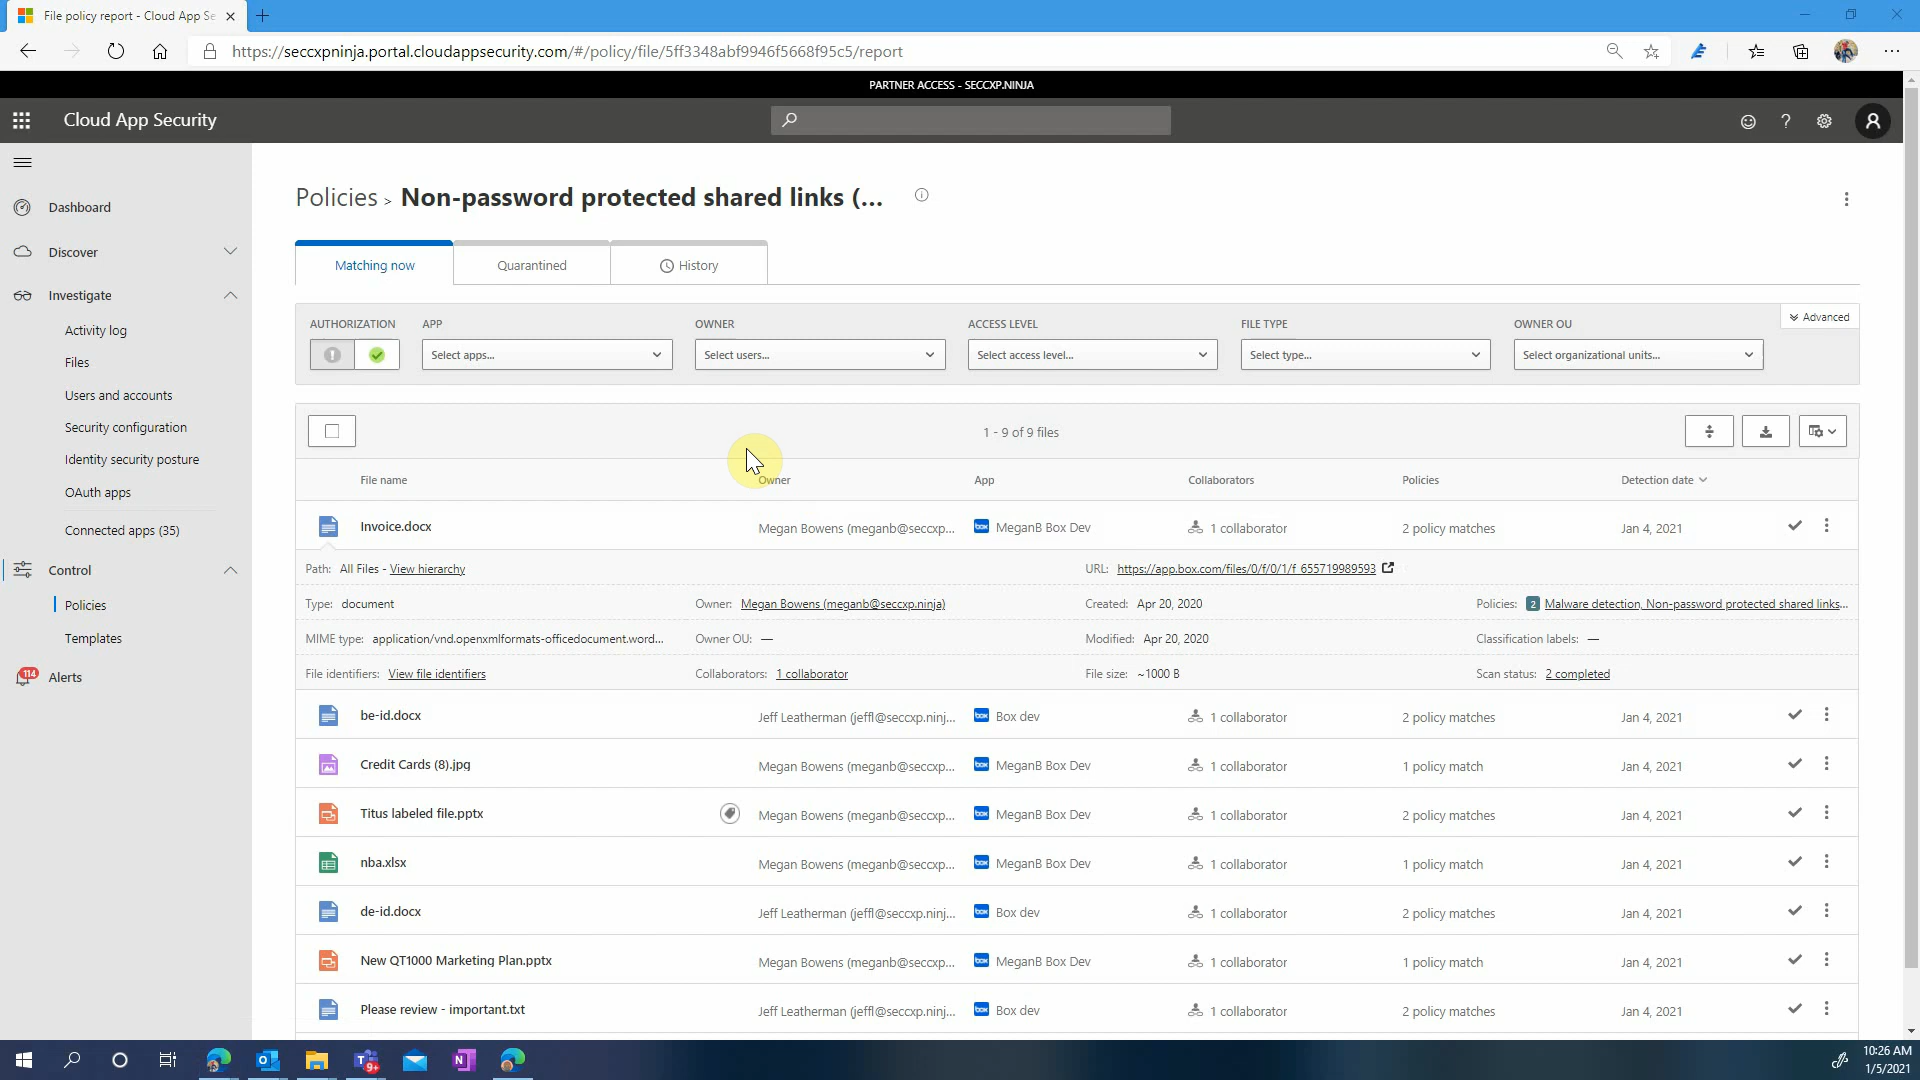 File policy report - Cloud App Se
https://seccxpninja.portal.cloudappsecurity.com/#/policy/file/5ff3348abf9946f5668f95c5/report
PARTNER ACCESS - SECCXP.NINJA
Cloud App Security
Dashboard
Discover
Investigate
Activity log
Files
Users and accounts
Security configuration
Identity security posture
OAuth apps
Connected apps (35)
Control
Policies
Templates
114
Alerts
Policies > Non-password protected shared links (...
Matching now
Quarantined
History
Advanced
AUTHORIZATION APP OWNER ACCESS LEVEL FILE TYPE OWNER OU
Select apps... Select users... Select access level... Select type... Select organizational units...
1 - 9 of 9 files
File name Owner App Collaborators Policies Detection date
Invoice.docx Megan Bowens (meganb@seccxp... box MeganB Box Dev 1 collaborator 2 policy matches Jan 4, 2021
Path: All Files - View hierarchy URL: https://app.box.com/files/0/f/0/1/f_655719989593
Type: document Owner: Megan Bowens (meganb@seccxp.ninja) Created: Apr 20, 2020 Policies: 2 Malware detection, Non-password protected shared links...
MIME type: application/vnd.openxmlformats-officedocument.word... Owner OU: — Modified: Apr 20, 2020 Classification labels: —
File identifiers: View file identifiers Collaborators: 1 collaborator File size: ~1000 B Scan status: 2 completed
be-id.docx Jeff Leatherman (jeffl@seccxp.ninj... box Box dev 1 collaborator 2 policy matches Jan 4, 2021
Credit Cards (8).jpg Megan Bowens (meganb@seccxp... box MeganB Box Dev 1 collaborator 1 policy match Jan 4, 2021
Titus labeled file.pptx Megan Bowens (meganb@seccxp... box MeganB Box Dev 1 collaborator 2 policy matches Jan 4, 2021
nba.xlsx Megan Bowens (meganb@seccxp... box MeganB Box Dev 1 collaborator 1 policy match Jan 4, 2021
de-id.docx Jeff Leatherman (jeffl@seccxp.ninj... box Box dev 1 collaborator 2 policy matches Jan 4, 2021
New QT1000 Marketing Plan.pptx Megan Bowens (meganb@seccxp... box MeganB Box Dev 1 collaborator 1 policy match Jan 4, 2021
Please review - important.txt Jeff Leatherman (jeffl@seccxp.ninj... box Box dev 1 collaborator 2 policy matches Jan 4, 2021
9+
10:26 AM
1/5/2021